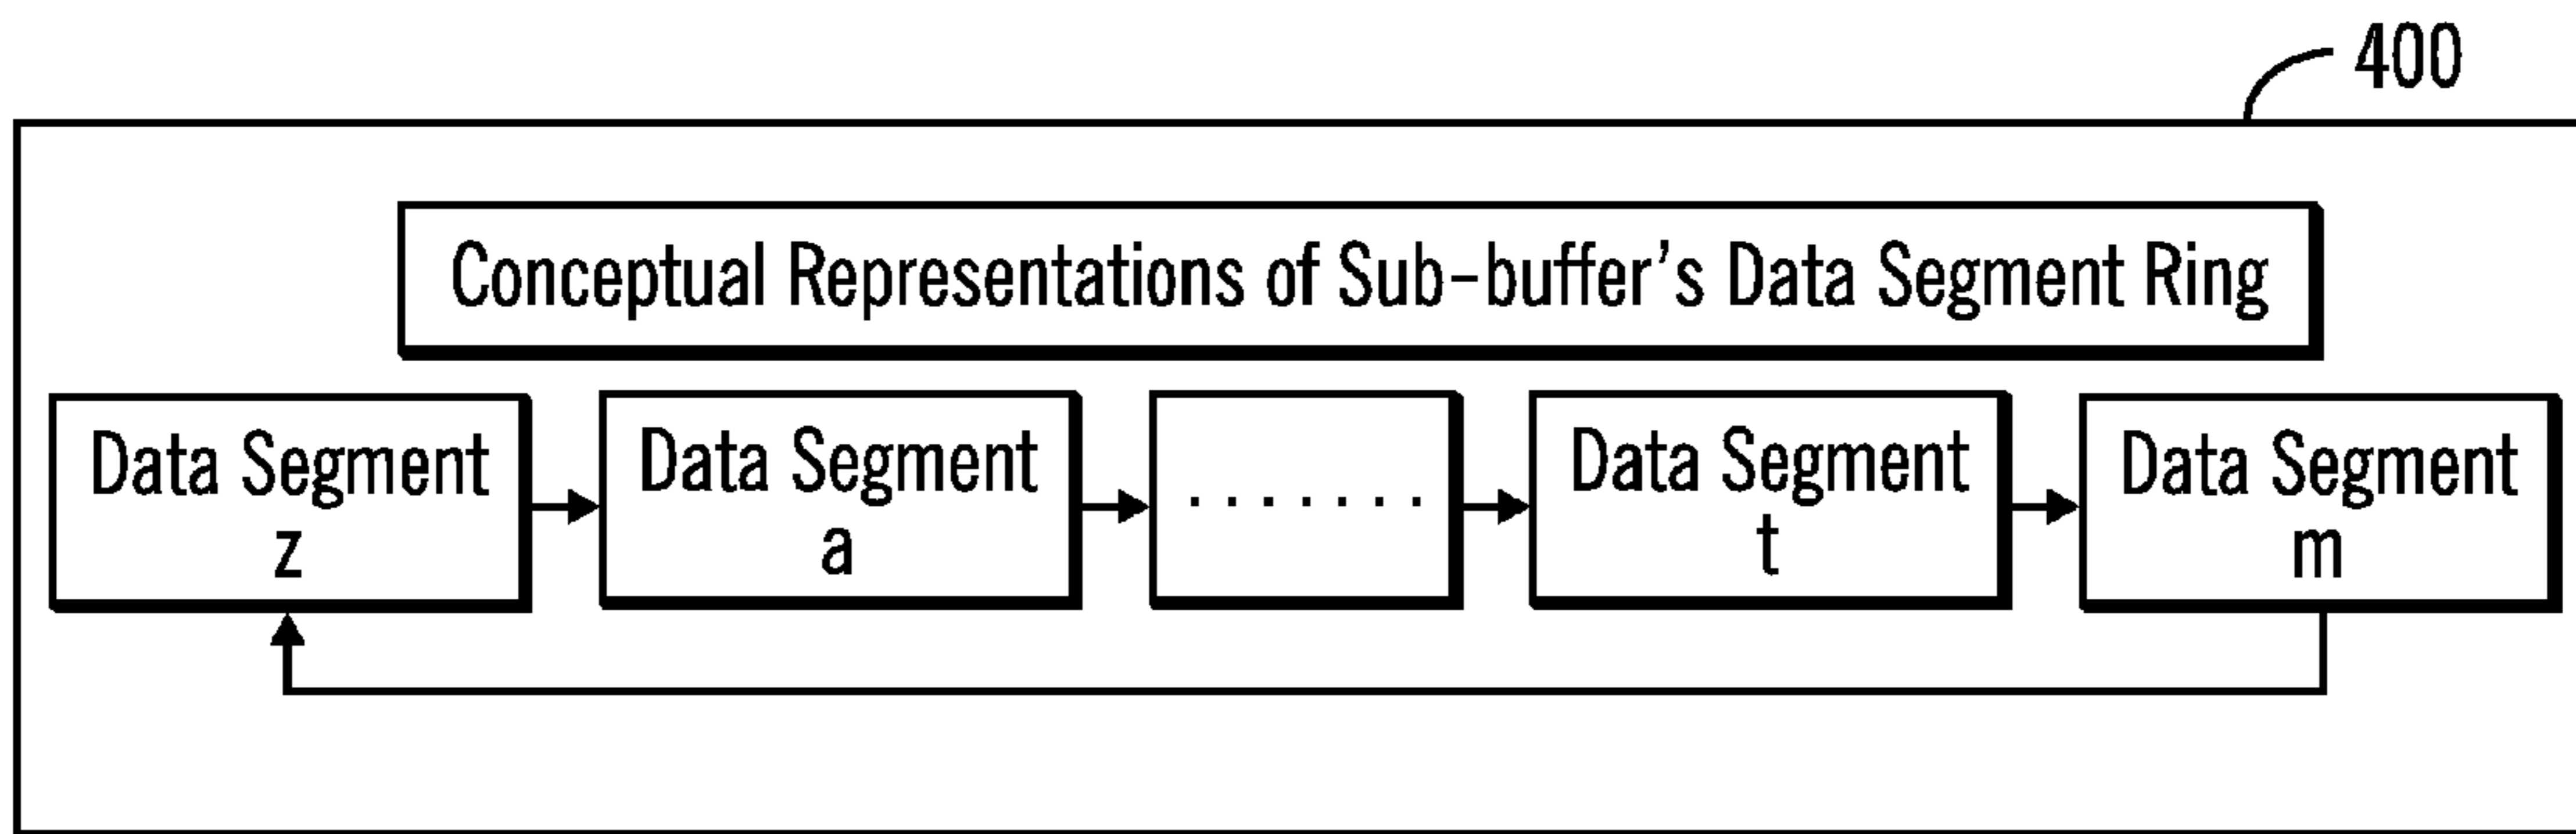 400
Conceptual Representations of Sub-buffer's Data Segment Ring
Data Segment
z
Data Segment
a
.......
Data Segment
t
Data Segment
m